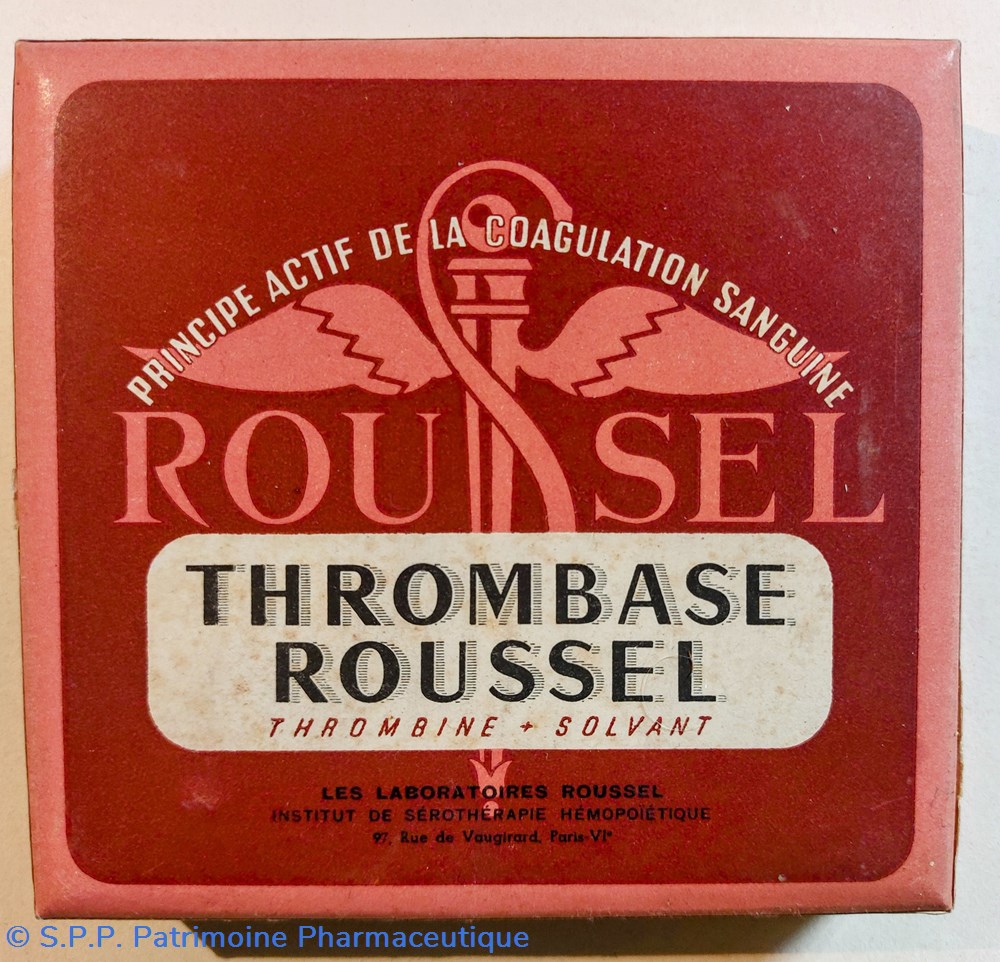 PRINCIPE ACTIF DE LA COAGULATION SANGUINE
ROUSSEL
THROMBASE
ROUSSEL
THROMBINE + SOLVANT
LES LABORATOIRES ROUSSEL
INSTITUT DE SÉROTHÉRAPIE HÉMOPOÏÉTIQUE
97, Rue de Vaugirard, Paris-VIᵉ
© S.P.P. Patrimoine Pharmaceutique